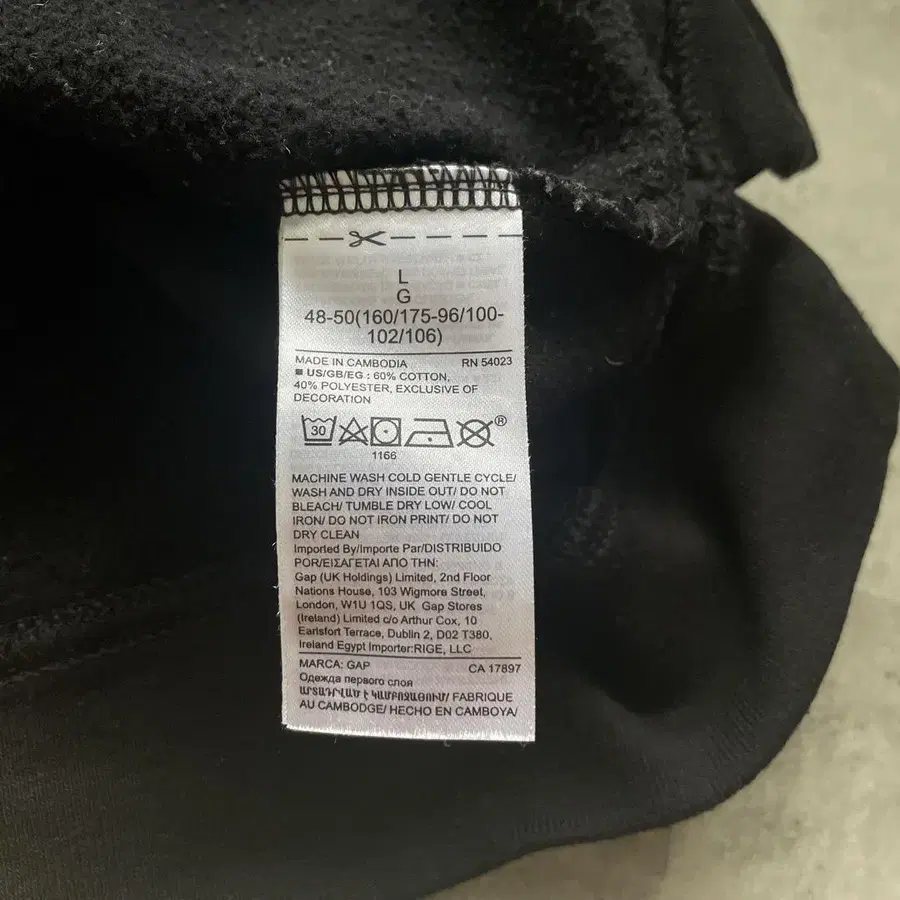 L
G
48-50(160/175-96/100-
102/106)
MADE IN CAMBODIA RN 54023
■ US/GB/EG : 60% COTTON,
40% POLYESTER, EXCLUSIVE OF
DECORATION
30 ®
1166
MACHINE WASH COLD GENTLE CYCLE/
WASH AND DRY INSIDE OUT/ DO NOT
BLEACH/ TUMBLE DRY LOW/ COOL
IRON/ DO NOT IRON PRINT/ DO NOT
DRY CLEAN
Imported By/Importe Par/DISTRIBUIDO
POR/ΕΙΣΑΓΕΤΑΙ ΑΠΟ ΤΗΝ:
Gap (UK Holdings) Limited, 2nd Floor
Nations House, 103 Wigmore Street,
London, W1U 1QS, UK Gap Stores
(Ireland) Limited c/o Arthur Cox, 10
Earlsfort Terrace, Dublin 2, D02 T380,
Ireland Egypt Importer:RIGE, LLC
MARCA: GAP CA 17897
Одежда первого слоя
ԱՐՏԱԴՐՎԱԾ Է ԿԱՄԲՈՋԱՅՈՒՄ/ FABRIQUE
AU CAMBODGE/ HECHO EN CAMBOYA/